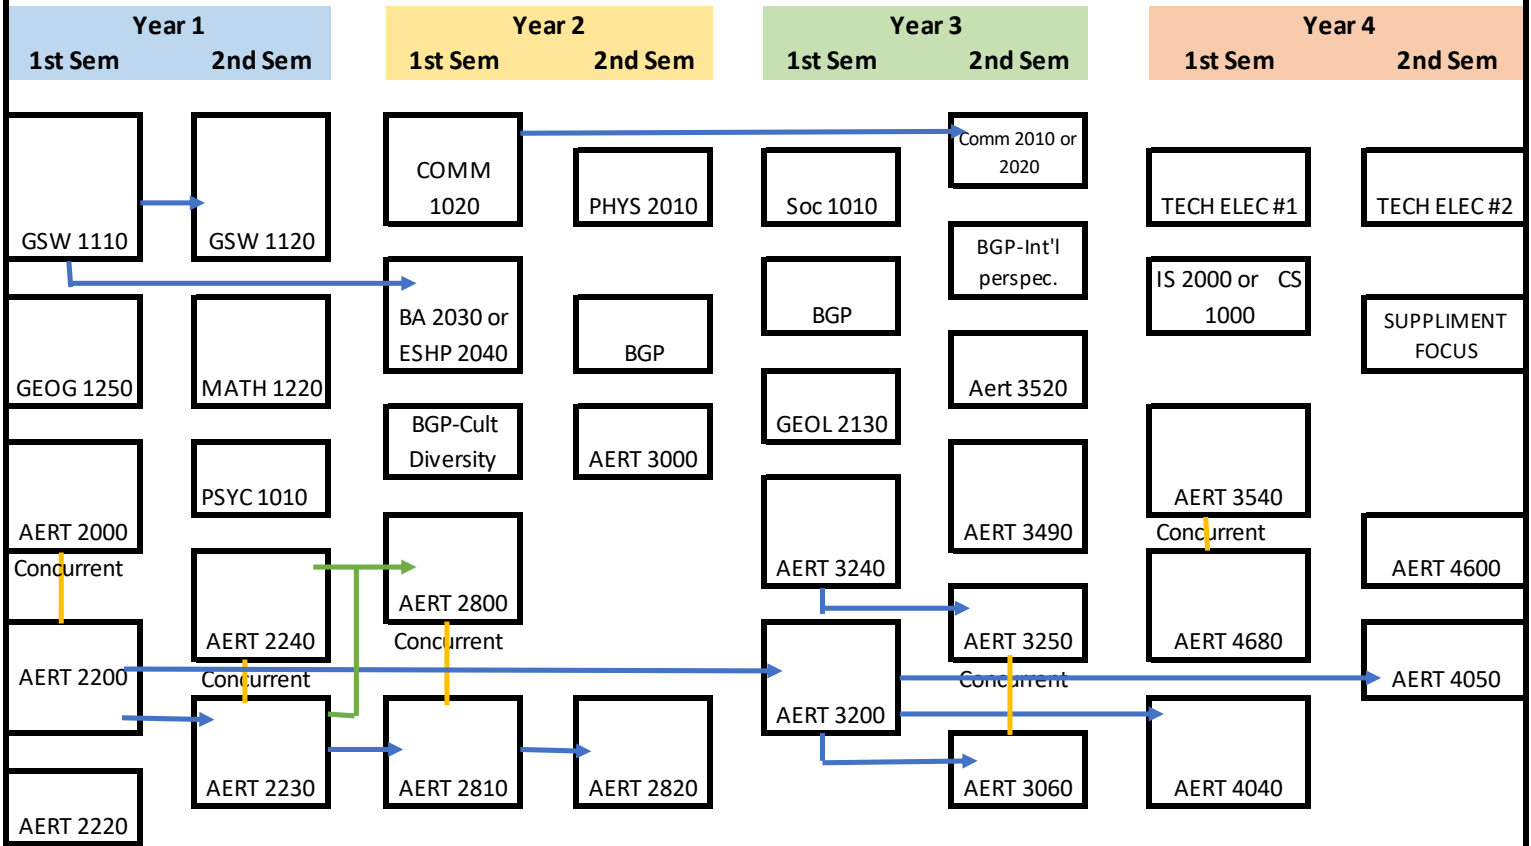 Year 1
1st Sem
2nd Sem
GSW 1110
GEOG 1250
AERT 2000
Concurrent
AERT 2200
AERT 2220
GSW 1120
MATH 1220
PSYC 1010
AERT 2240
Concurrent
AERT 2230
Year 2
1st Sem
2nd Sem
COMM
1020
BA 2030 or
ESHP 2040
BGP-Cult
Diversity
AERT 2800
Concurrent
AERT 2810
PHYS 2010
BGP
AERT 3000
AERT 2820
Year 3
1st Sem
2nd Sem
Soc 1010
BGP
GEOL 2130
AERT 3240
AERT 3200
Comm 2010 or
2020
BGP-Int'l
perspec.
Aert 3520
AERT 3490
AERT 3250
Concurrent
AERT 3060
Year 4
1st Sem
2nd Sem
TECH ELEC #1
IS 2000 or CS
1000
AERT 3540
Concurrent
AERT 4680
AERT 4040
TECH ELEC #2
SUPPLIMENT
FOCUS
AERT 4600
AERT 4050